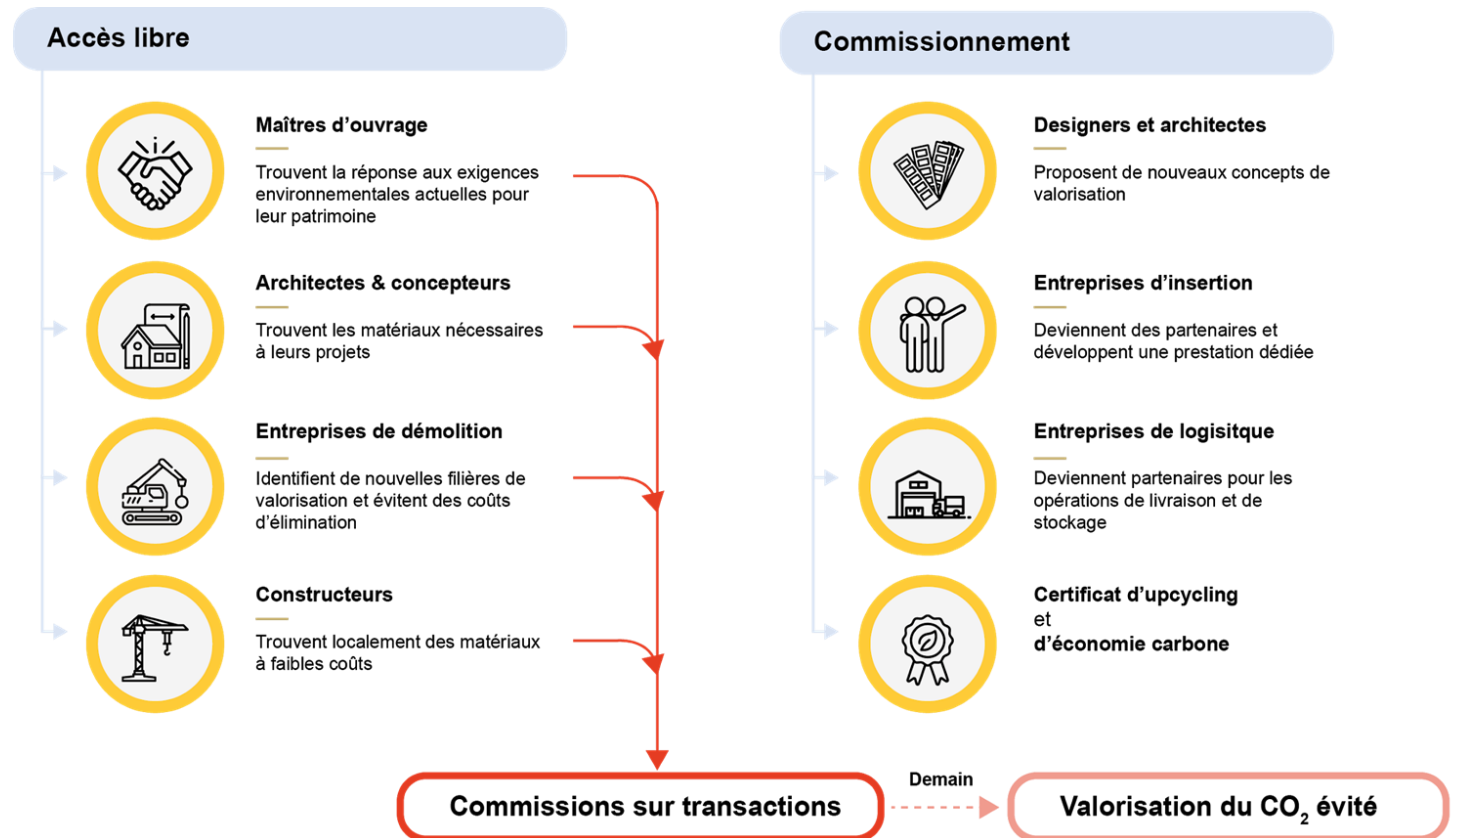 Accès libre
Maîtres d’ouvrage
Trouvent la réponse aux exigences
environnementales actuelles pour
leur patrimoine
Architectes & concepteurs
Trouvent les matériaux nécessaires
à leurs projets
Entreprises de démolition
Identifient de nouvelles filières de
valorisation et évitent des coûts
d’élimination
Constructeurs
Trouvent localement des matériaux
à faibles coûts
Commissionnement
Designers et architectes
Proposent de nouveaux concepts de
valorisation
Entreprises d’insertion
Deviennent des partenaires et
développent une prestation dédiée
Entreprises de logisitque
Deviennent partenaires pour les
opérations de livraison et de
stockage
Certificat d’upcycling
et
d’économie carbone
Commissions sur transactions
Demain
Valorisation du CO₂ évité